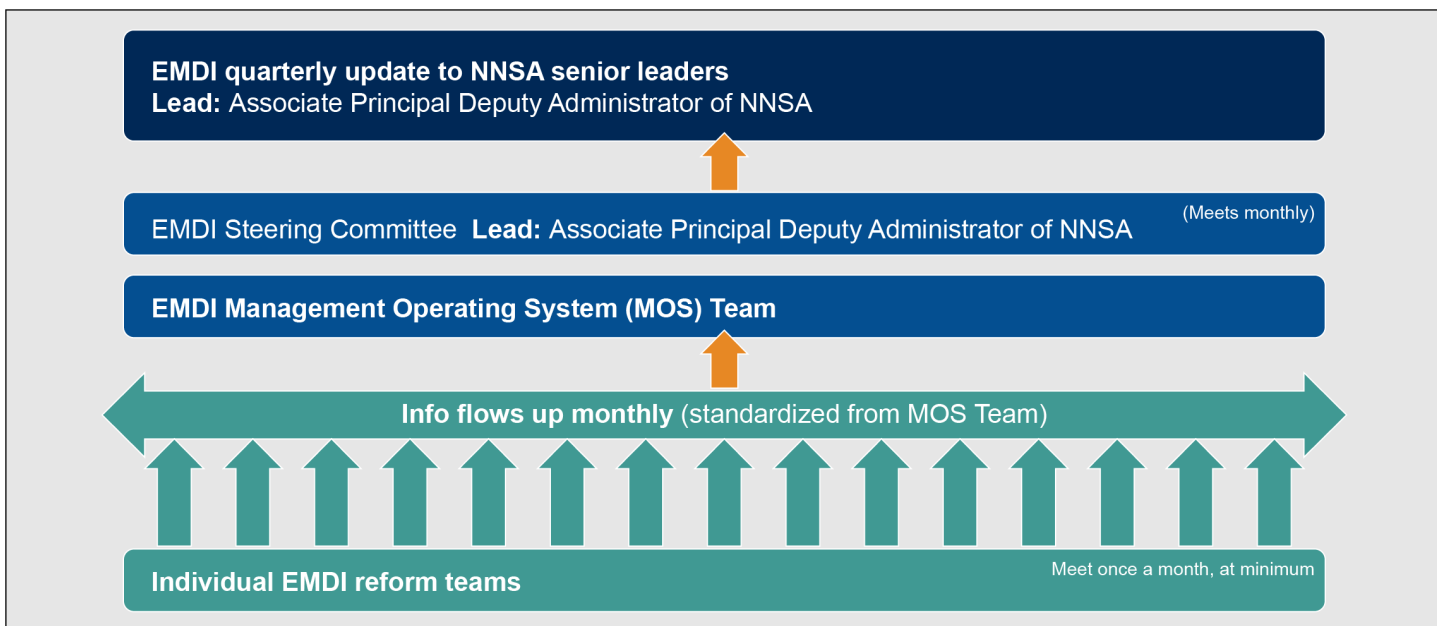 EMDI quarterly update to NNSA senior leaders
Lead: Associate Principal Deputy Administrator of NNSA
(Meets monthly)
EMDI Steering Committee Lead: Associate Principal Deputy Administrator of NNSA
EMDI Management Operating System (MOS) Team
Info flows up monthly (standardized from MOS Team)
Individual EMDI reform teams
Meet once a month, at minimum